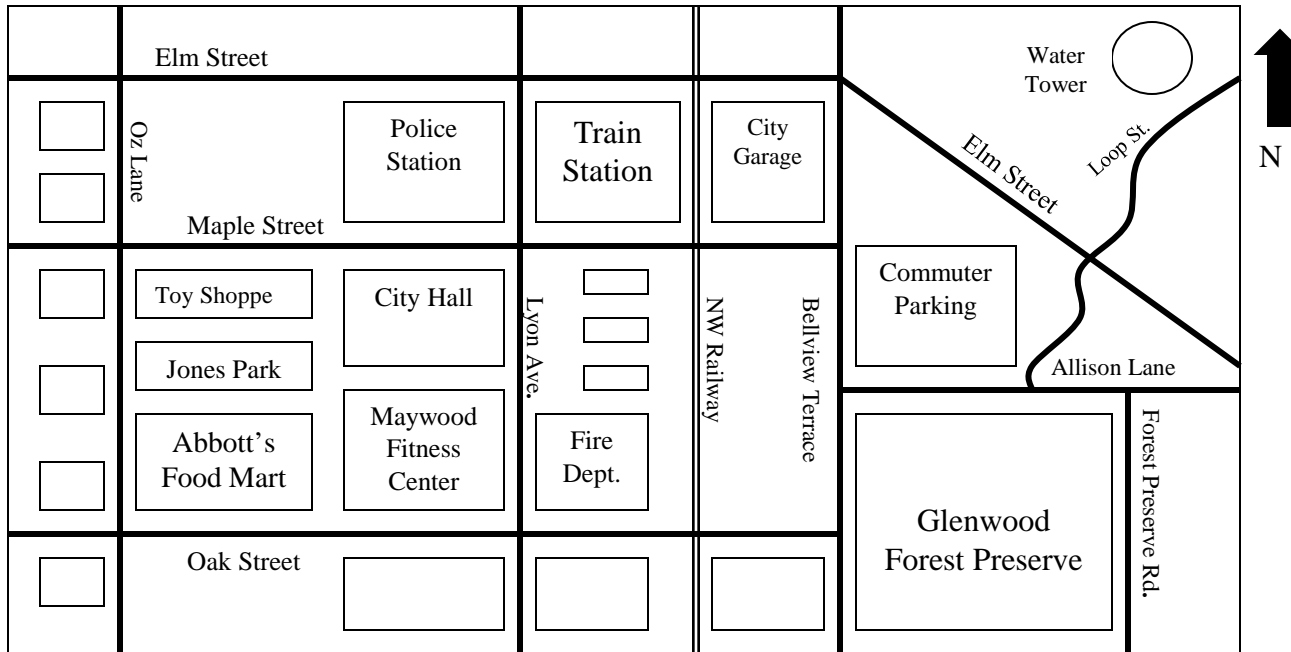 Elm Street
Water
Tower
Oz Lane
Police
Station
Train
Station
City
Garage
Elm Street
Loop St.
N
Maple Street
Toy Shoppe
City Hall
Lyon Ave.
NW Railway
Bellview Terrace
Commuter
Parking
Jones Park
Allison Lane
Abbott's
Food Mart
Maywood
Fitness
Center
Fire
Dept.
Forest Preserve Rd.
Glenwood
Forest Preserve
Oak Street